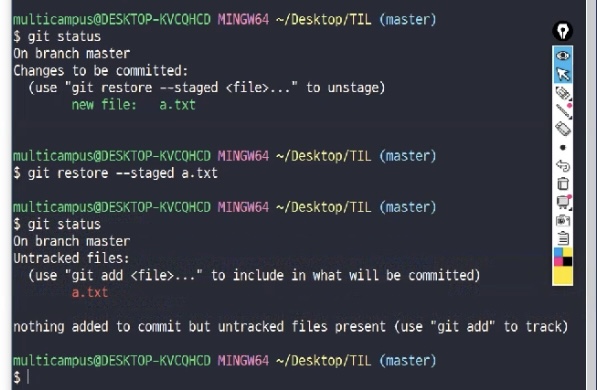 multicampus@DESKTOP-KVCQHCD MINGW64 ~/Desktop/TIL (master)
$ git status
On branch master
Changes to be committed:
  (use "git restore --staged <file>..." to unstage)
        new file:   a.txt

multicampus@DESKTOP-KVCQHCD MINGW64 ~/Desktop/TIL (master)
$ git restore --staged a.txt

multicampus@DESKTOP-KVCQHCD MINGW64 ~/Desktop/TIL (master)
$ git status
On branch master
Untracked files:
  (use "git add <file>..." to include in what will be committed)
        a.txt

nothing added to commit but untracked files present (use "git add" to track)

multicampus@DESKTOP-KVCQHCD MINGW64 ~/Desktop/TIL (master)
$